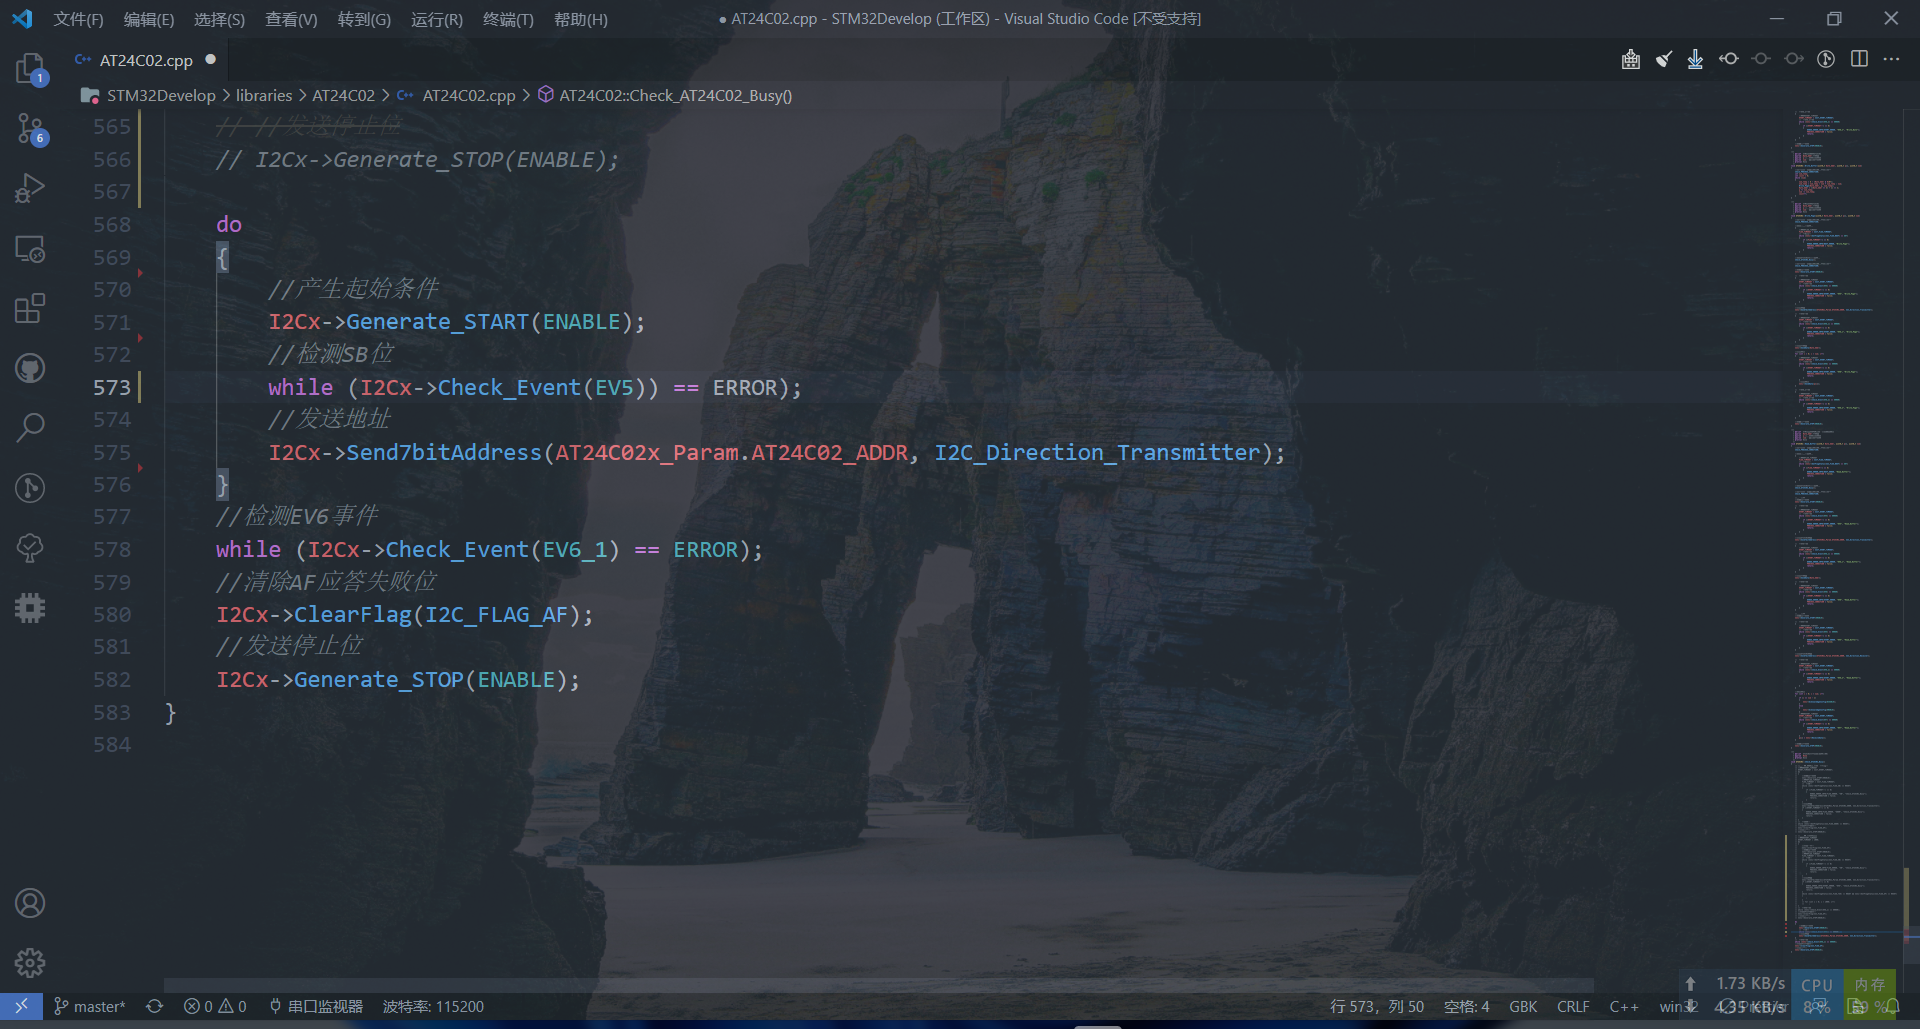 文件(F) 编辑(E) 选择(S) 查看(V) 转到(G) 运行(R) 终端(T) 帮助(H)
● AT24C02.cpp - STM32Develop (工作区) - Visual Studio Code [不受支持]
AT24C02.cpp
STM32Develop > libraries > AT24C02 > AT24C02.cpp > AT24C02::Check_AT24C02_Busy()
1
6
565 // //发送停止位
566 // I2Cx->Generate_STOP(ENABLE);
567
568 do
569 {
570 //产生起始条件
571 I2Cx->Generate_START(ENABLE);
572 //检测SB位
573 while (I2Cx->Check_Event(EV5)) == ERROR);
574 //发送地址
575 I2Cx->Send7bitAddress(AT24C02x_Param.AT24C02_ADDR, I2C_Direction_Transmitter);
576 }
577 //检测EV6事件
578 while (I2Cx->Check_Event(EV6_1) == ERROR);
579 //清除AF应答失败位
580 I2Cx->ClearFlag(I2C_FLAG_AF);
581 //发送停止位
582 I2Cx->Generate_STOP(ENABLE);
583 }
584
1.73 KB/s CPU 内存
master* 0 0 串口监视器 波特率: 115200 行 573，列 50 空格: 4 GBK CRLF C++ win32 4.35 KB/s